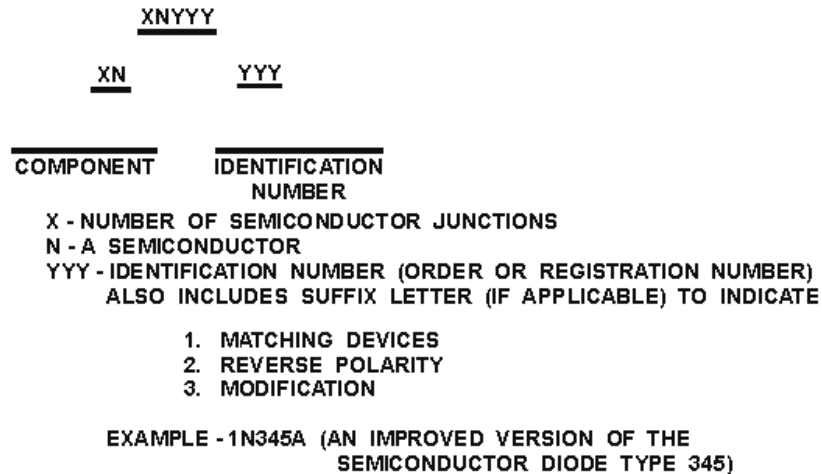 XNYYY
XN YYY
COMPONENT IDENTIFICATION
NUMBER
X - NUMBER OF SEMICONDUCTOR JUNCTIONS
N - A SEMICONDUCTOR
YYY - IDENTIFICATION NUMBER (ORDER OR REGISTRATION NUMBER)
ALSO INCLUDES SUFFIX LETTER (IF APPLICABLE) TO INDICATE
1. MATCHING DEVICES
2. REVERSE POLARITY
3. MODIFICATION
EXAMPLE - 1N345A (AN IMPROVED VERSION OF THE
SEMICONDUCTOR DIODE TYPE 345)